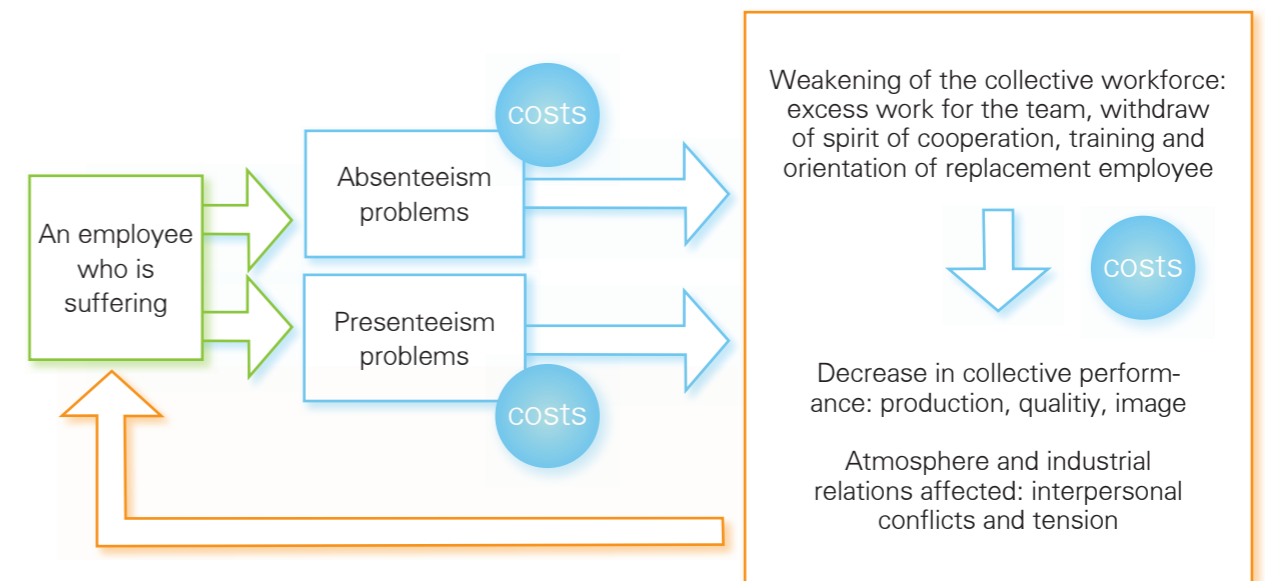 An employee
who is
suffering
Absenteeism
problems
costs
Presenteeism
problems
costs
Weakening of the collective workforce:
excess work for the team, withdraw
of spirit of cooperation, training and
orientation of replacement employee
costs
Decrease in collective perform-
ance: production, qualitiy, image
Atmosphere and industrial
relations affected: interpersonal
conflicts and tension